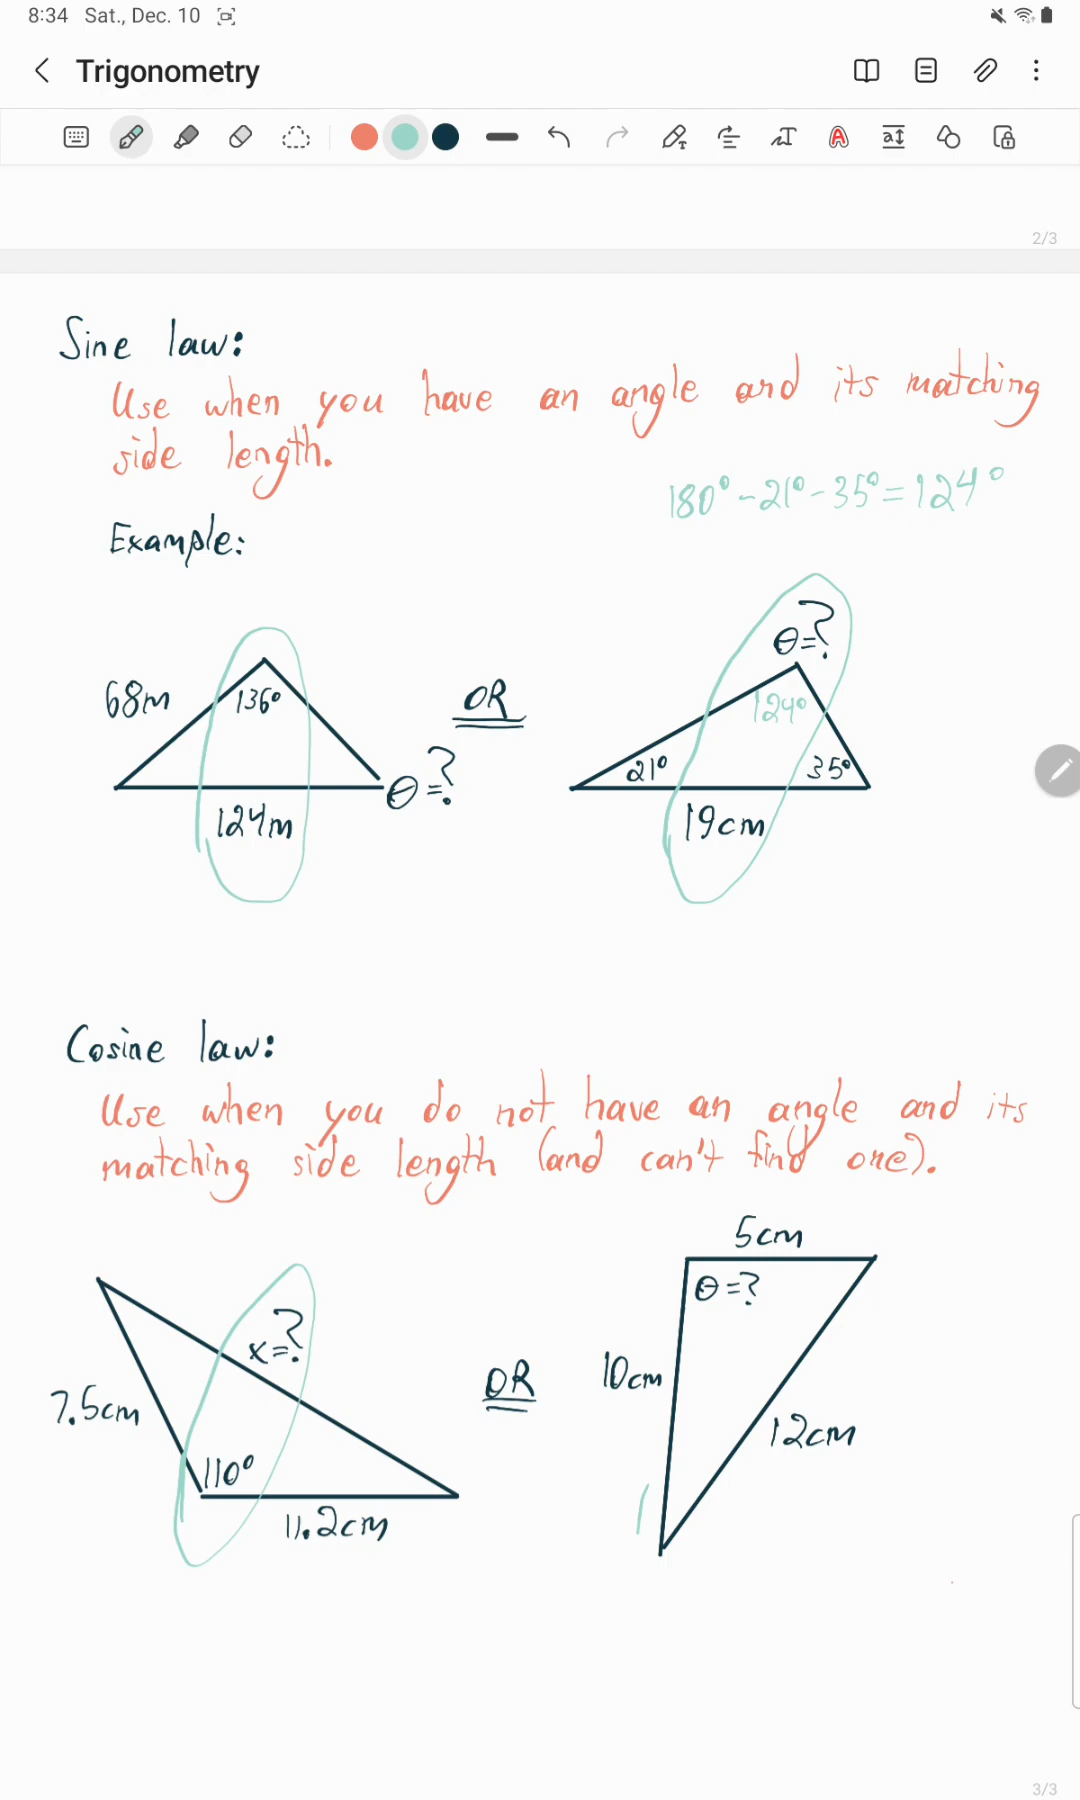 8:34 Sat., Dec. 10
Trigonometry
2/3
Sine law:
Use when you have an angle and its matching
side length.
180° - 21° - 35° = 124°
Example:
θ=?
68m
136°
OR
124°
θ=?
21°
35°
124m
19cm
Cosine law:
Use when you do not have an angle and its
matching side length (and can't find one).
5cm
θ=?
x=?
10cm
OR
7.5cm
12cm
110°
11.2cm
3/3